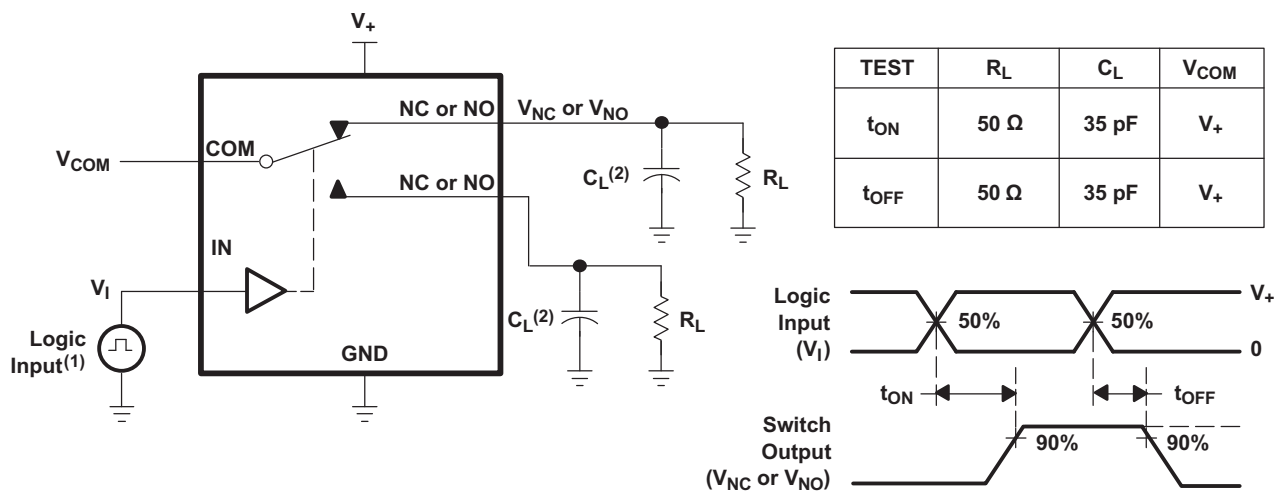 V+
NC or NO
VNC or VNO
COM
VCOM
CL(2)
RL
NC or NO
IN
VI
CL(2)
RL
Logic
Input(1)
GND
TEST RL CL VCOM
tON 50 Ω 35 pF V+
tOFF 50 Ω 35 pF V+
Logic
Input
(VI)
50%
50%
V+
0
tON
tOFF
Switch
Output
(VNC or VNO)
90%
90%